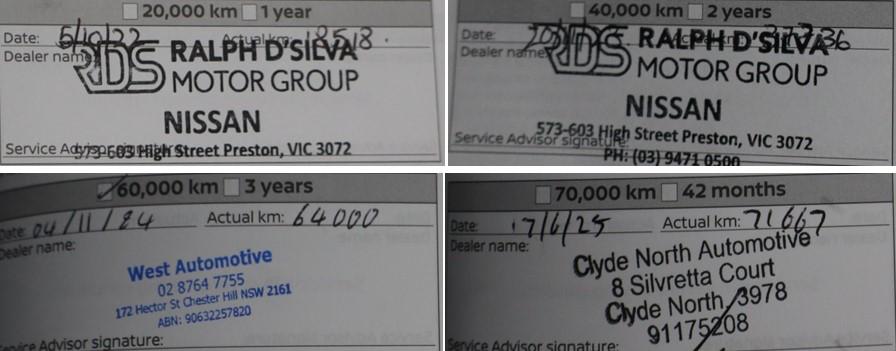 20,000 km 1 year
Date: 5/10/22 Actual km: 18518.
Dealer name:
RDS RALPH D'SILVA
MOTOR GROUP
NISSAN
Service Advisor signature:
573-603 High Street Preston, VIC 3072
40,000 km 2 years
Date: Actual km:
Dealer name:
RDS RALPH D'SILVA
MOTOR GROUP
NISSAN
573-603 High Street Preston, VIC 3072
Service Advisor signature:
PH: (03) 9471 0500
60,000 km 3 years
Date: 04/11/24 Actual km: 64000
Dealer name:
West Automotive
02 8764 7755
172 Hector St Chester Hill NSW 2161
ABN: 90632257820
Service Advisor signature:
70,000 km 42 months
Date: 17/6/25 Actual km: 71667
Dealer name:
Clyde North Automotive
8 Silvretta Court
Clyde North, 3978
91175208
Service Advisor signature: